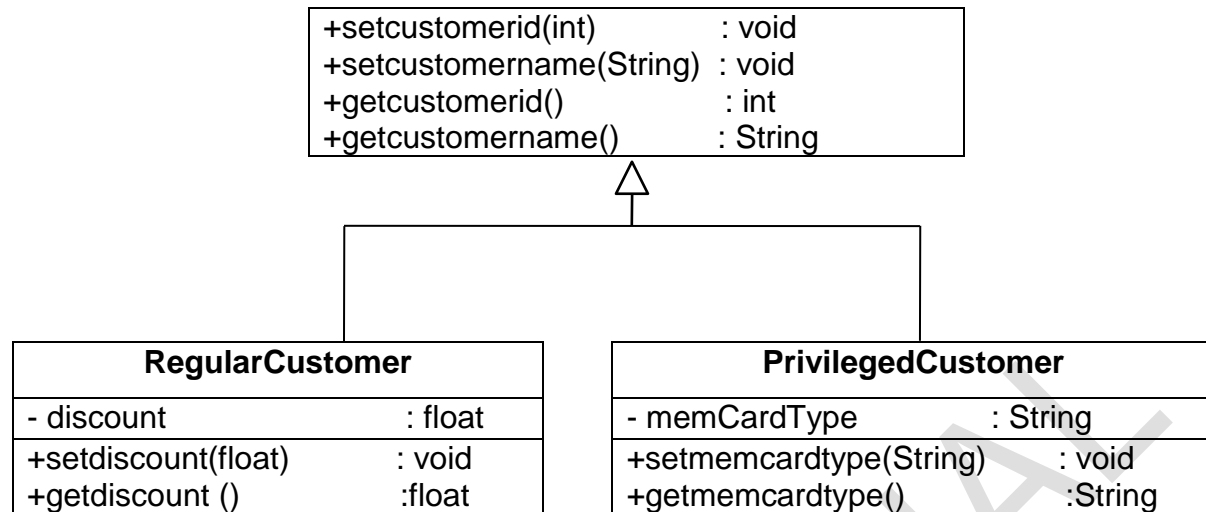 +setcustomerid(int) : void
+setcustomername(String) : void
+getcustomerid() : int
+getcustomername() : String
RegularCustomer
- discount : float
+setdiscount(float) : void
+getdiscount () :float
PrivilegedCustomer
- memCardType : String
+setmemcardtype(String) : void
+getmemcardtype() :String